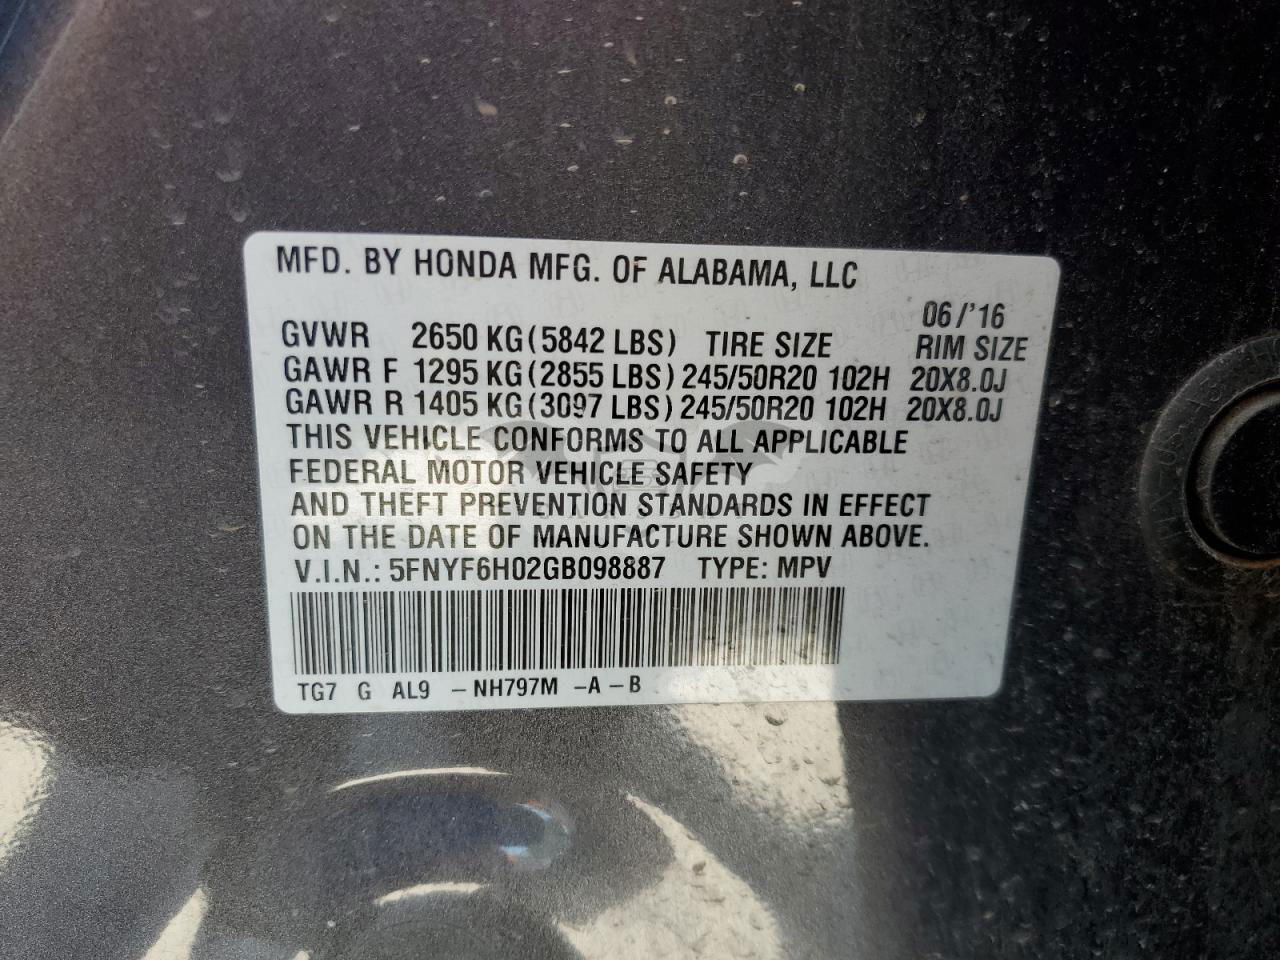 MFD. BY HONDA MFG. OF ALABAMA, LLC
06/'16
GVWR 2650 KG(5842 LBS) TIRE SIZE RIM SIZE
GAWR F 1295 KG(2855 LBS) 245/50R20 102H 20X8.0J
GAWR R 1405 KG(3097 LBS) 245/50R20 102H 20X8.0J
THIS VEHICLE CONFORMS TO ALL APPLICABLE
FEDERAL MOTOR VEHICLE SAFETY
AND THEFT PREVENTION STANDARDS IN EFFECT
ON THE DATE OF MANUFACTURE SHOWN ABOVE.
V.I.N.: 5FNYF6H02GB098887 TYPE: MPV
TG7 G AL9 -NH797M -A-B